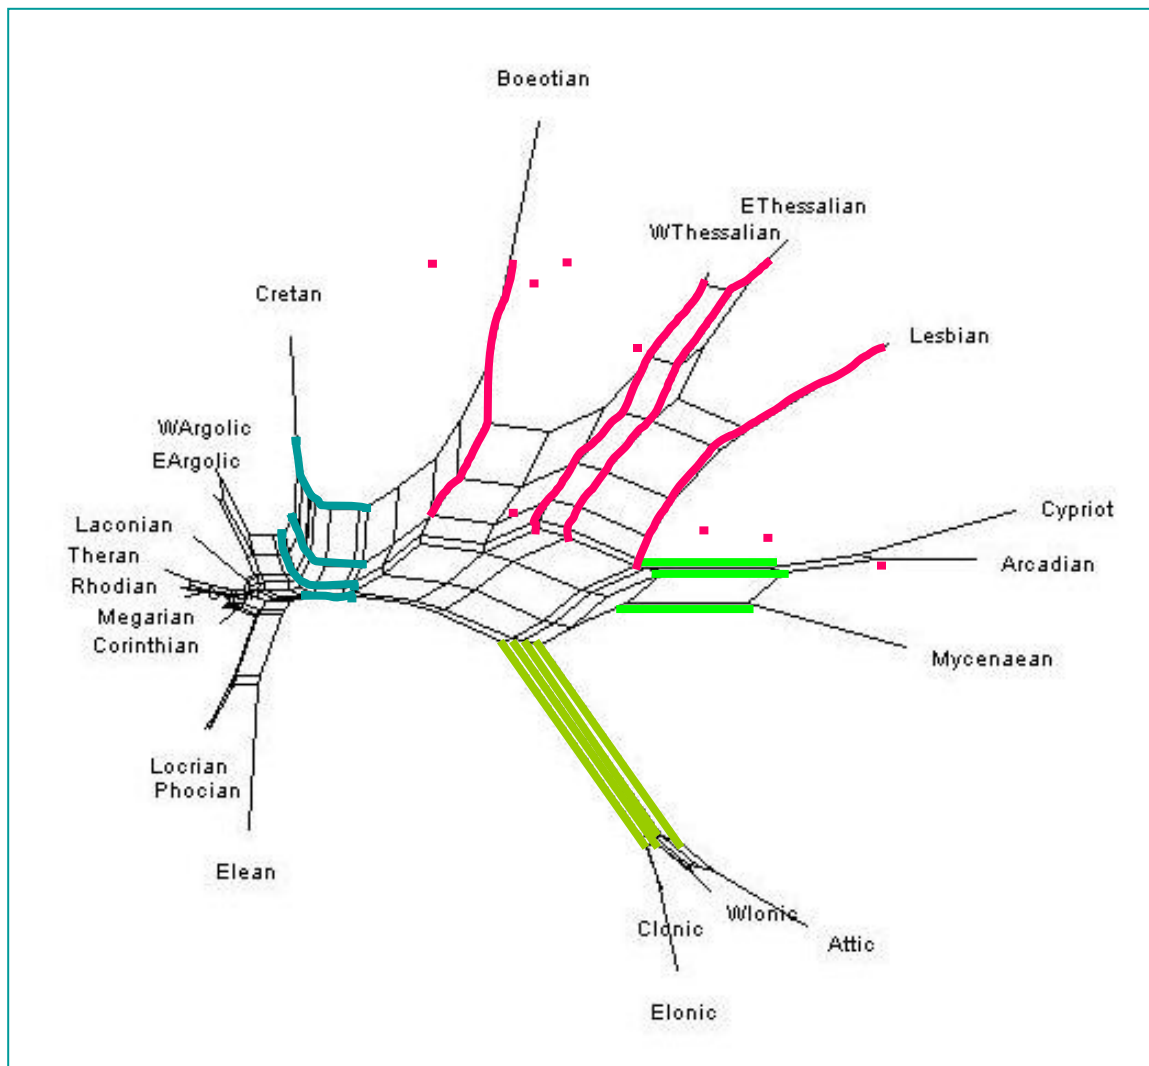 Boeotian
EThessalian
WThessalian
Cretan
Lesbian
WArgolic
EArgolic
Cypriot
Laconian
Theran
Arcadian
Rhodian
Megarian
Corinthian
Mycenaean
Locrian
Phocian
Elean
WIonic
CIonic
Attic
EIonic